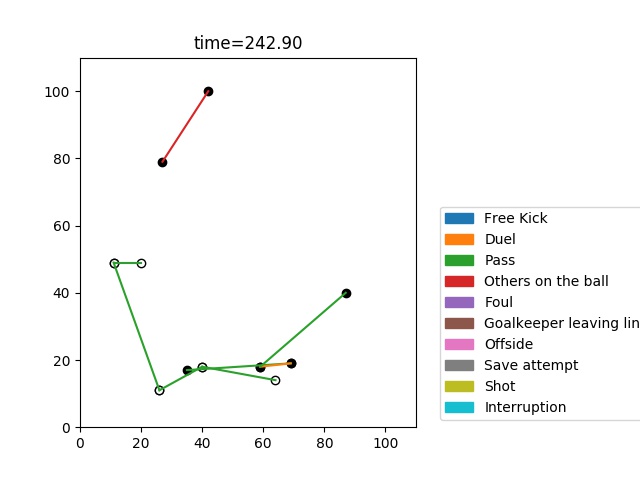 time=242.90
100
80
60
40
20
0
0 20 40 60 80 100
Free Kick
Duel
Pass
Others on the ball
Foul
Goalkeeper leaving lin
Offside
Save attempt
Shot
Interruption